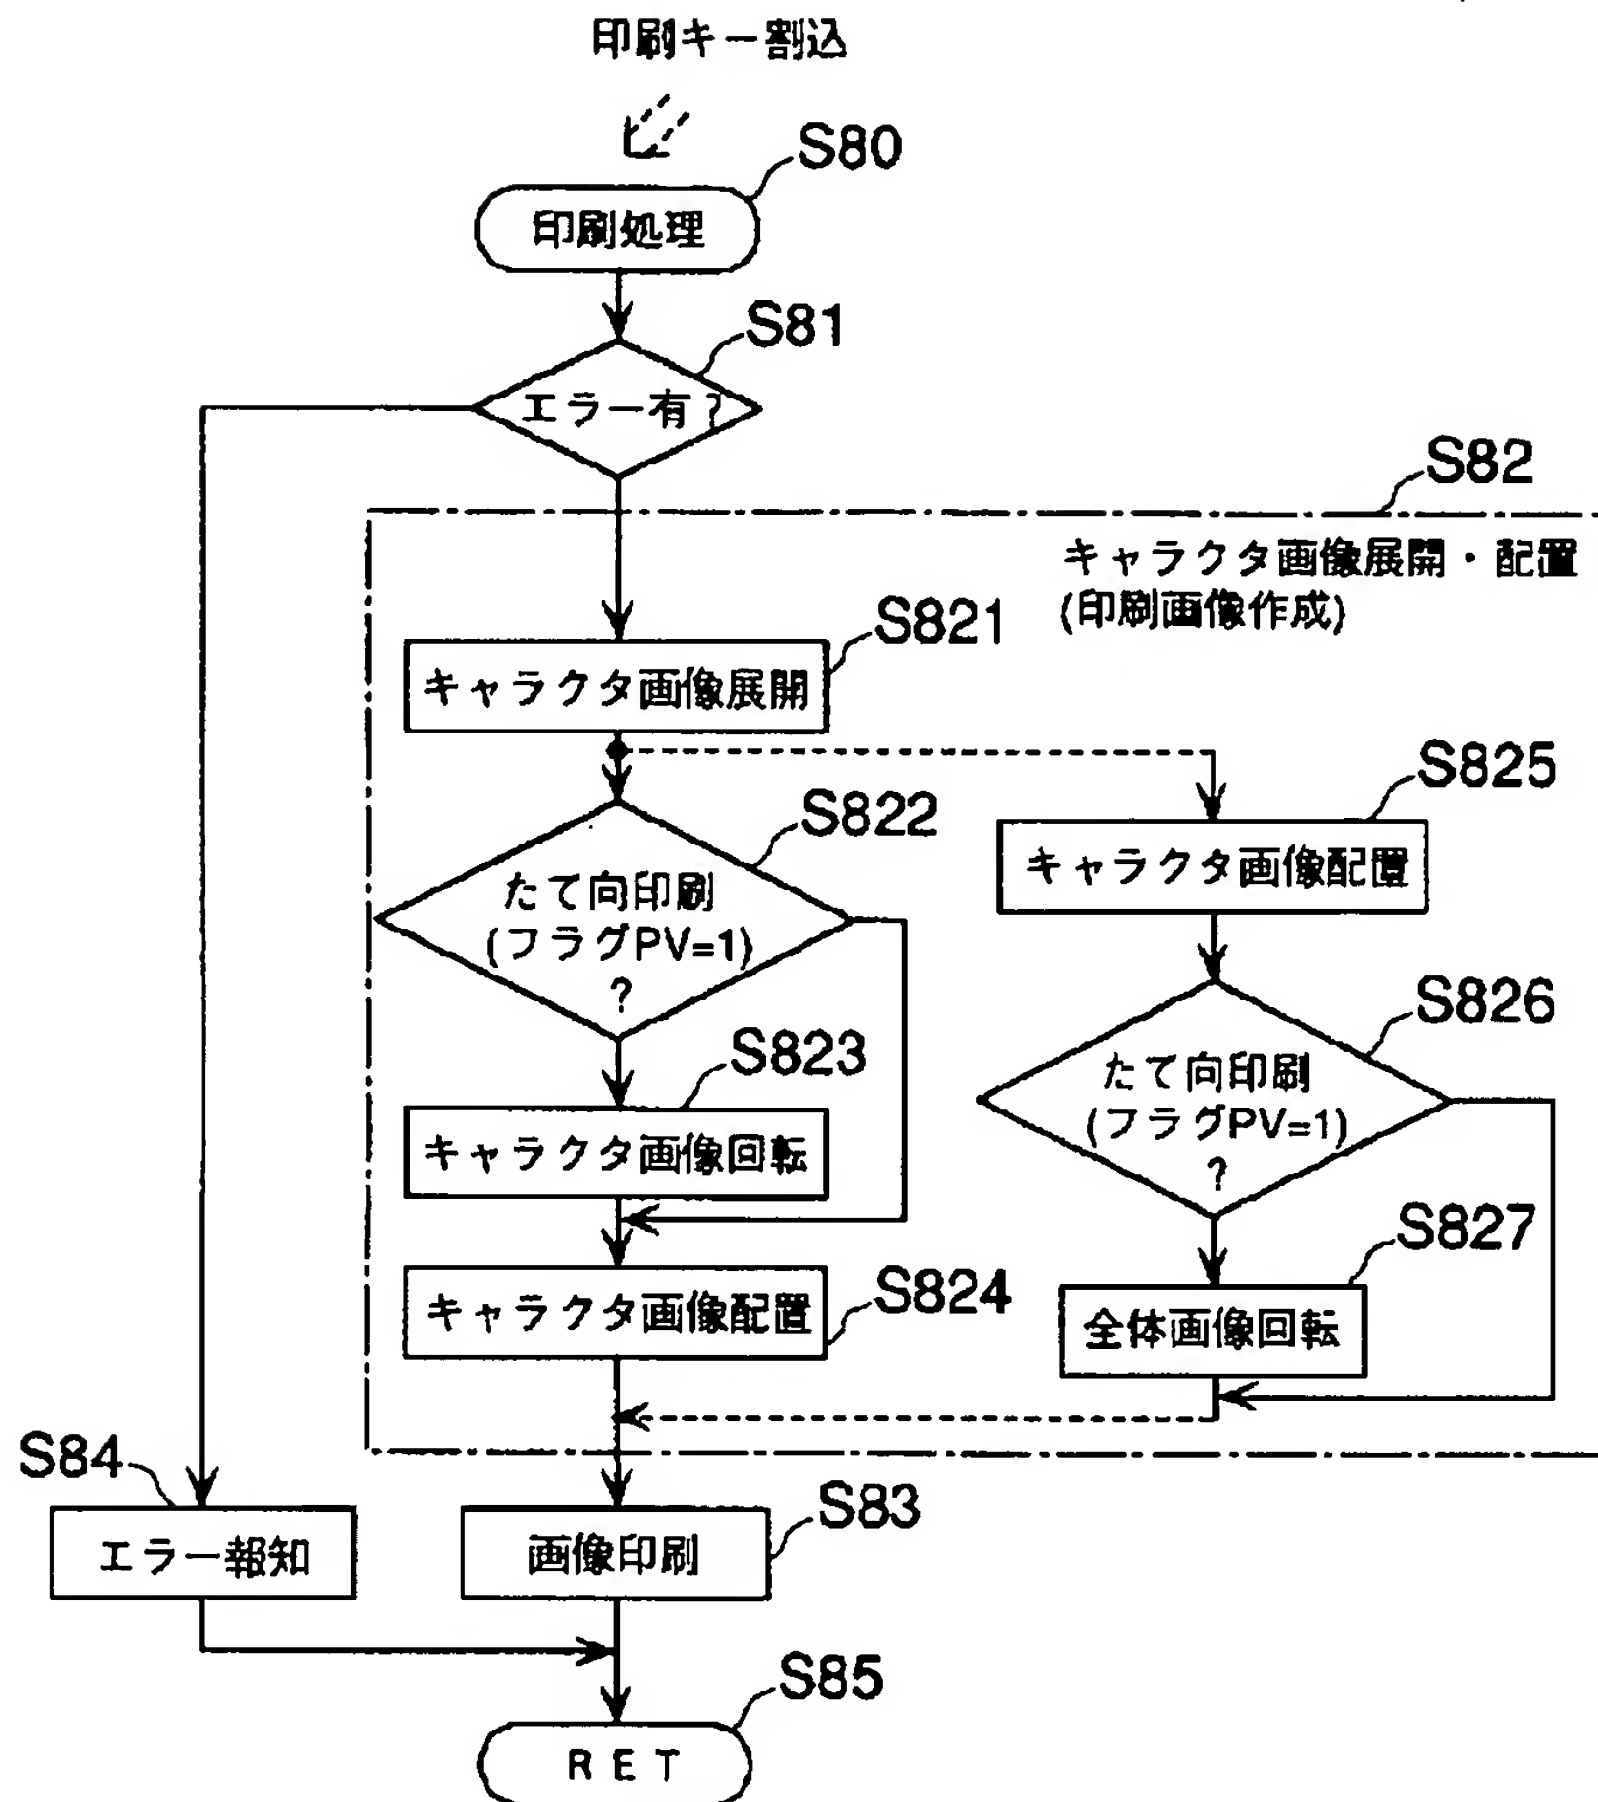 印刷キー割込
S80
印刷処理
S81
エラー有?
S82
キャラクタ画像展開・配置
(印刷画像作成)
S821
キャラクタ画像展開
S822
たて向印刷
(フラグPV=1)
?
S823
キャラクタ画像回転
S824
キャラクタ画像配置
S825
キャラクタ画像配置
S826
たて向印刷
(フラグPV=1)
?
S827
全体画像回転
S84
エラー報知
S83
画像印刷
S85
RET